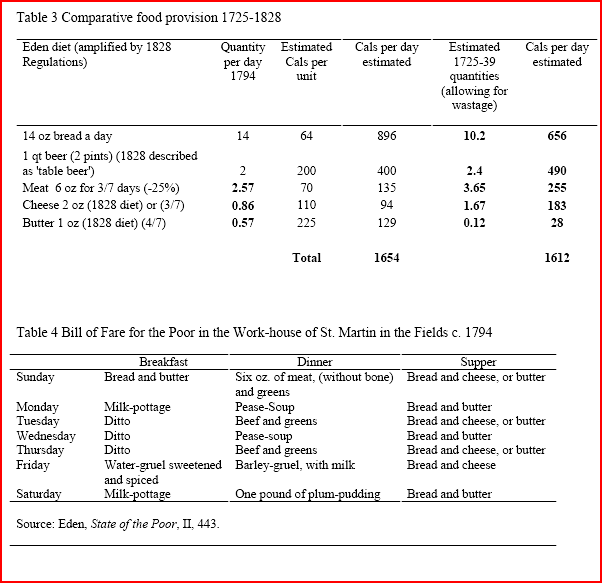 Table 3 Comparative food provision 1725-1828
Eden diet (amplified by 1828 Regulations) Quantity per day 1794 Estimated Cals per unit Cals per day estimated Estimated 1725-39 quantities (allowing for wastage) Cals per day estimated
14 oz bread a day 14 64 896 10.2 656
1 qt beer (2 pints) (1828 described
as 'table beer') 2 200 400 2.4 490
Meat 6 oz for 3/7 days (-25%) 2.57 70 135 3.65 255
Cheese 2 oz (1828 diet) or (3/7) 0.86 110 94 1.67 183
Butter 1 oz (1828 diet) (4/7) 0.57 225 129 0.12 28
Total 1654 1612
Table 4 Bill of Fare for the Poor in the Work-house of St. Martin in the Fields c. 1794
Breakfast Dinner Supper
Sunday Bread and butter Six oz. of meat, (without bone) Bread and cheese, or butter
and greens
Monday Milk-pottage Pease-Soup Bread and butter
Tuesday Ditto Beef and greens Bread and cheese, or butter
Wednesday Ditto Pease-soup Bread and butter
Thursday Ditto Beef and greens Bread and cheese, or butter
Friday Water-gruel sweetened Barley-gruel, with milk Bread and cheese
and spiced
Saturday Milk-pottage One pound of plum-pudding Bread and butter
Source: Eden, State of the Poor, II, 443.